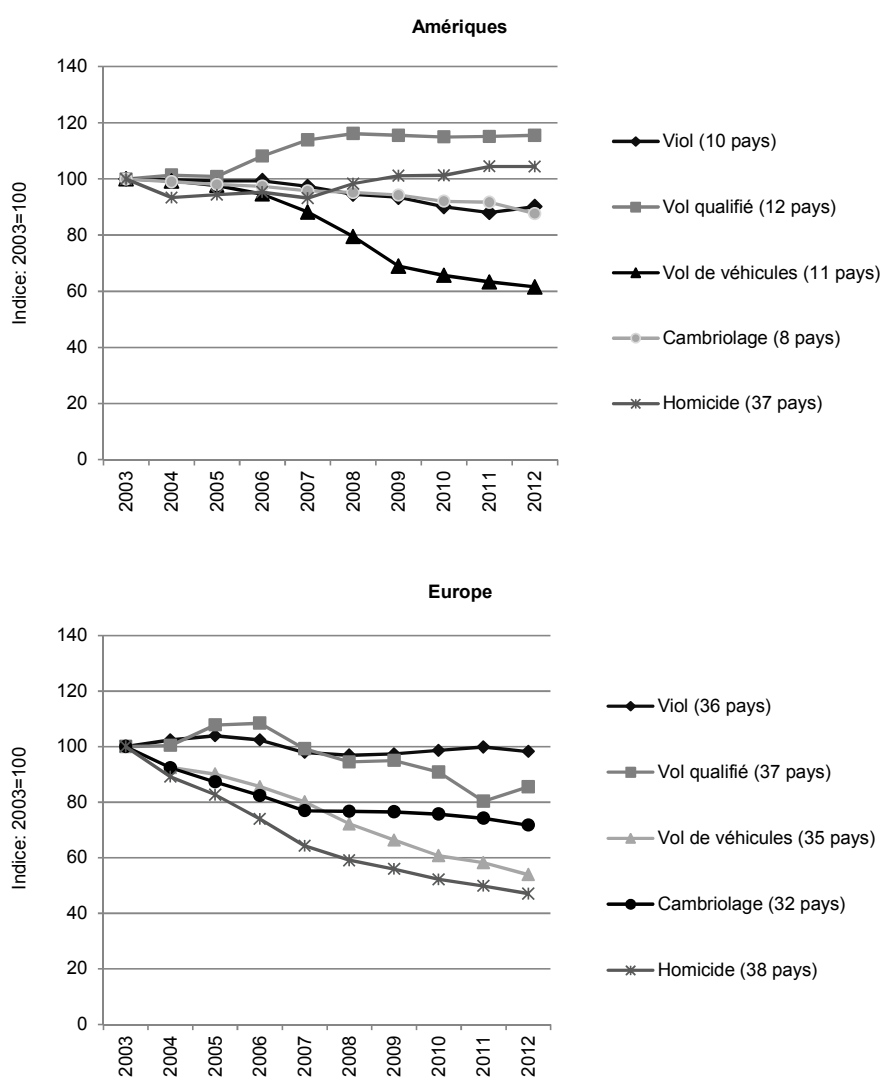 Amériques
140
120
100
80
60
40
20
0
Indice: 2003=100
2003 2004 2005 2006 2007 2008 2009 2010 2011 2012
Viol (10 pays)
Vol qualifié (12 pays)
Vol de véhicules (11 pays)
Cambriolage (8 pays)
Homicide (37 pays)
Europe
140
120
100
80
60
40
20
0
Indice: 2003=100
2003 2004 2005 2006 2007 2008 2009 2010 2011 2012
Viol (36 pays)
Vol qualifié (37 pays)
Vol de véhicules (35 pays)
Cambriolage (32 pays)
Homicide (38 pays)